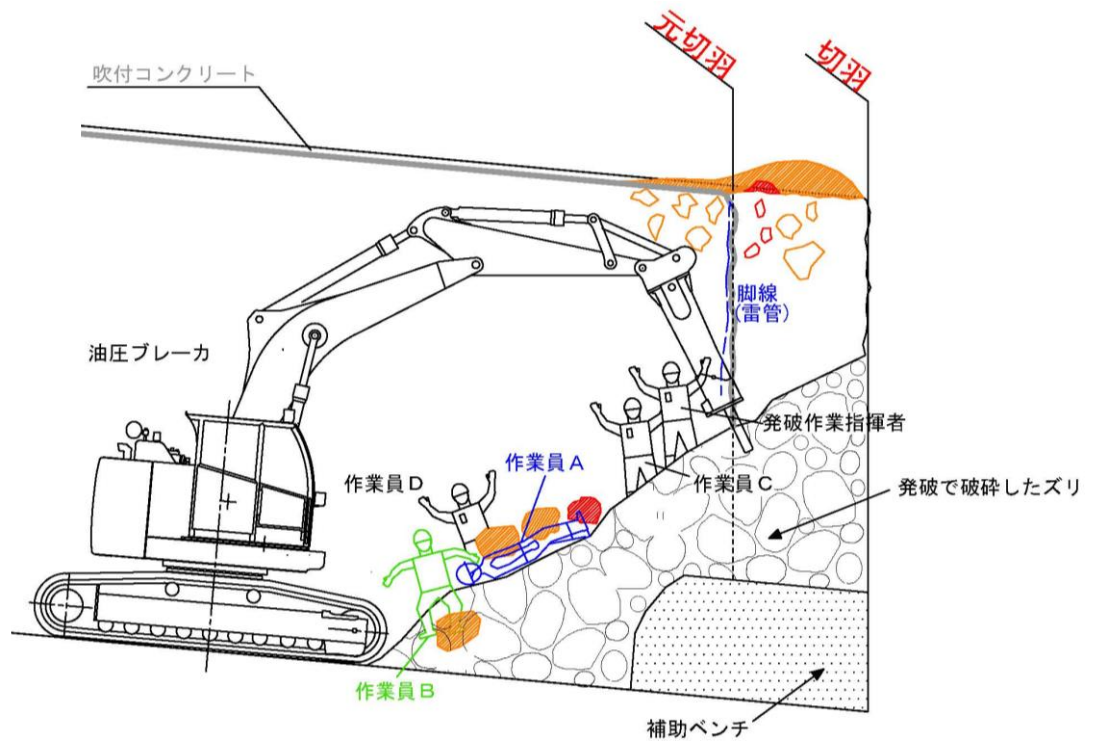 元切羽
切羽
吹付コンクリート
脚線
(雷管)
油圧ブレーカ
発破作業指揮者
作業員A
作業員D
作業員C
発破で破砕したズリ
作業員B
補助ベンチ